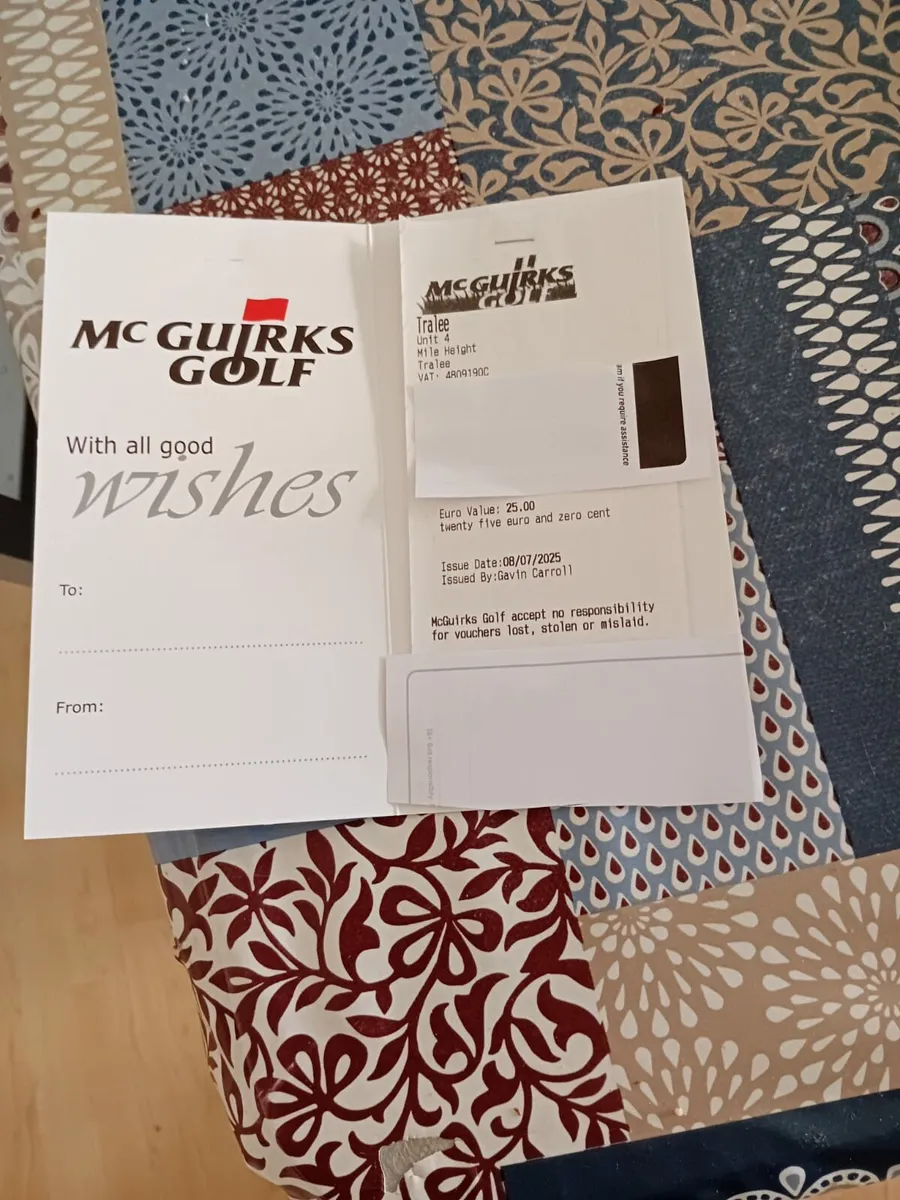 McGUIRKS
GOLF
With all good
wishes
To:
From:
McGUIRKS
GOLF
Tralee
Unit 4
Mile Height
Tralee
VAT: 4809190C
am if you require assistance
Euro Value: 25.00
twenty five euro and zero cent
Issue Date:08/07/2025
Issued By:Gavin Carroll
McGuirks Golf accept no responsibility
for vouchers lost, stolen or mislaid.